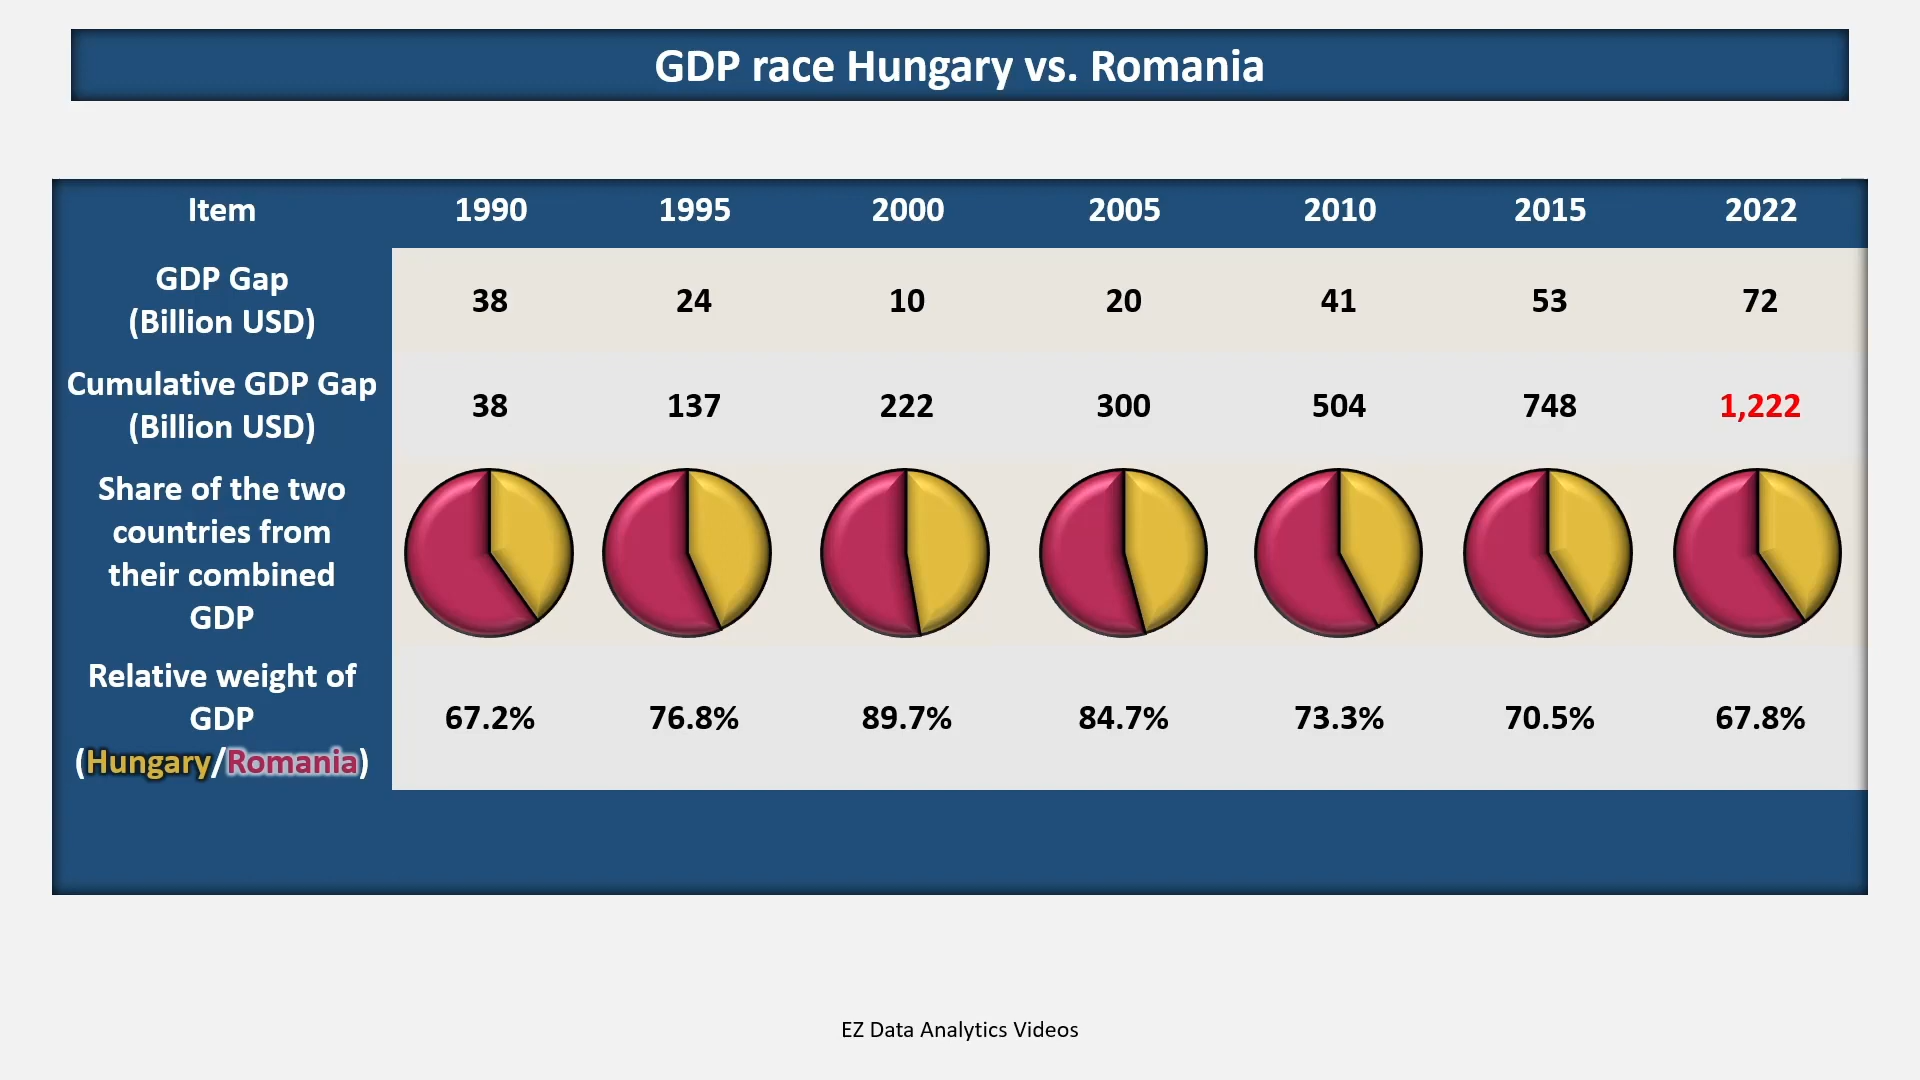 GDP race Hungary vs. Romania
Item 1990 1995 2000 2005 2010 2015 2022
GDP Gap
(Billion USD)
38 24 10 20 41 53 72
Cumulative GDP Gap
(Billion USD)
38 137 222 300 504 748 1,222
Share of the two
countries from
their combined
GDP
Relative weight of
GDP
(Hungary/Romania)
67.2% 76.8% 89.7% 84.7% 73.3% 70.5% 67.8%
EZ Data Analytics Videos